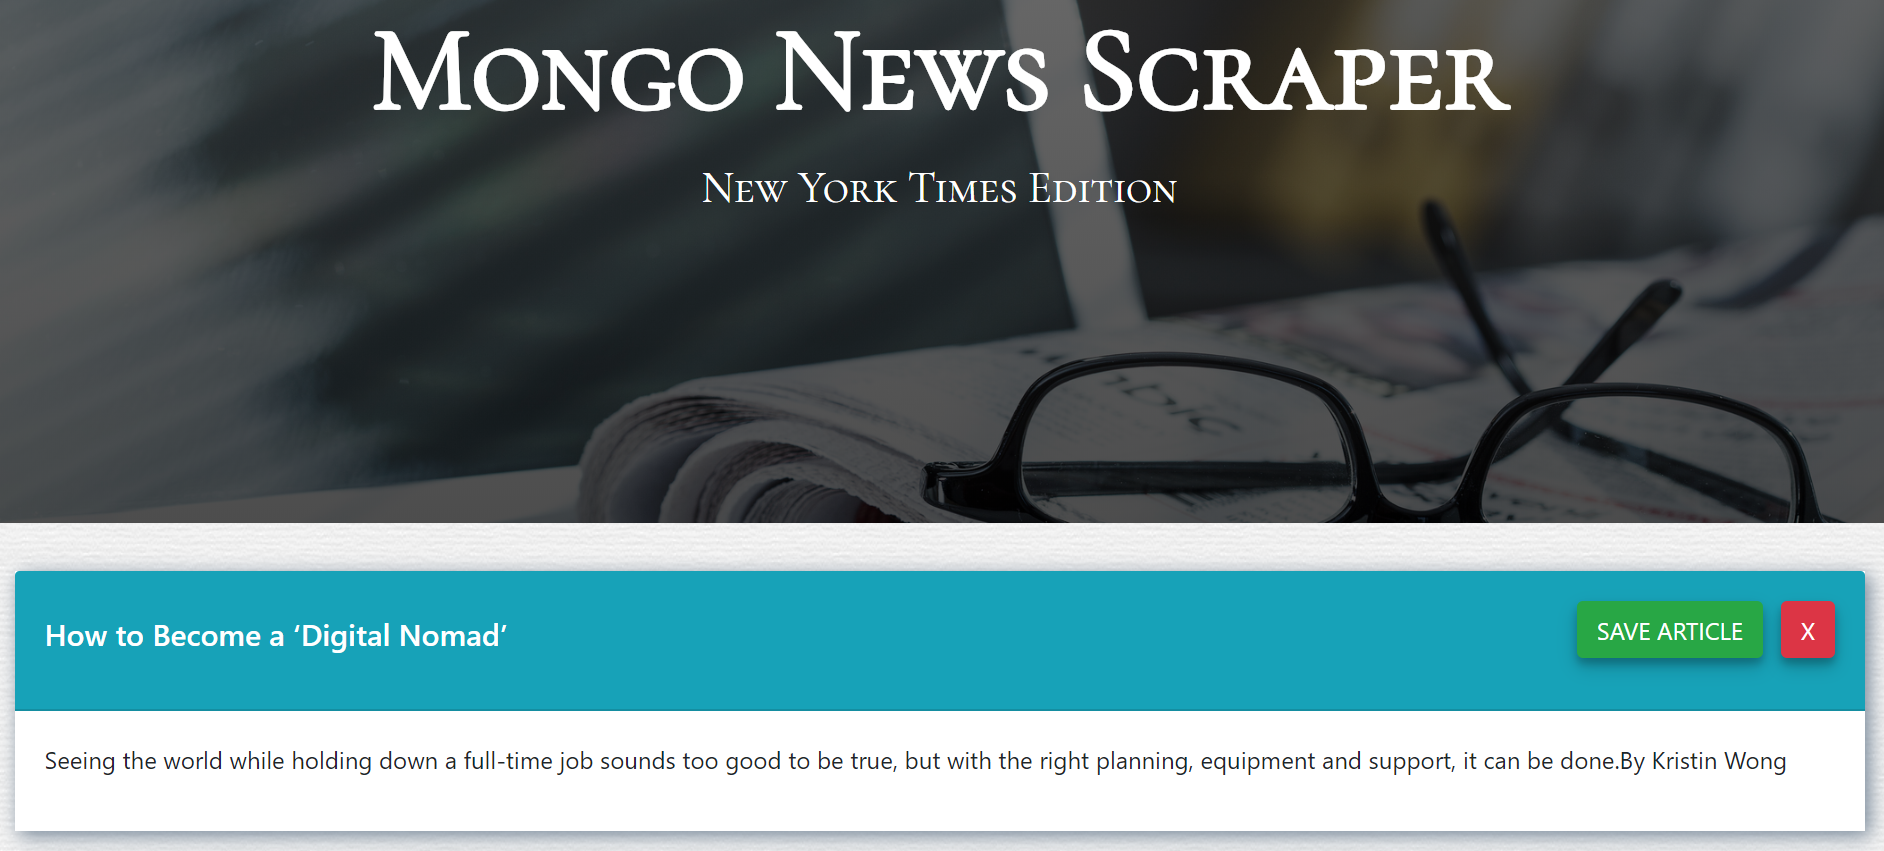 Mongo News Scraper
New York Times Edition
How to Become a ‘Digital Nomad’
SAVE ARTICLE
X
Seeing the world while holding down a full-time job sounds too good to be true, but with the right planning, equipment and support, it can be done.By Kristin Wong